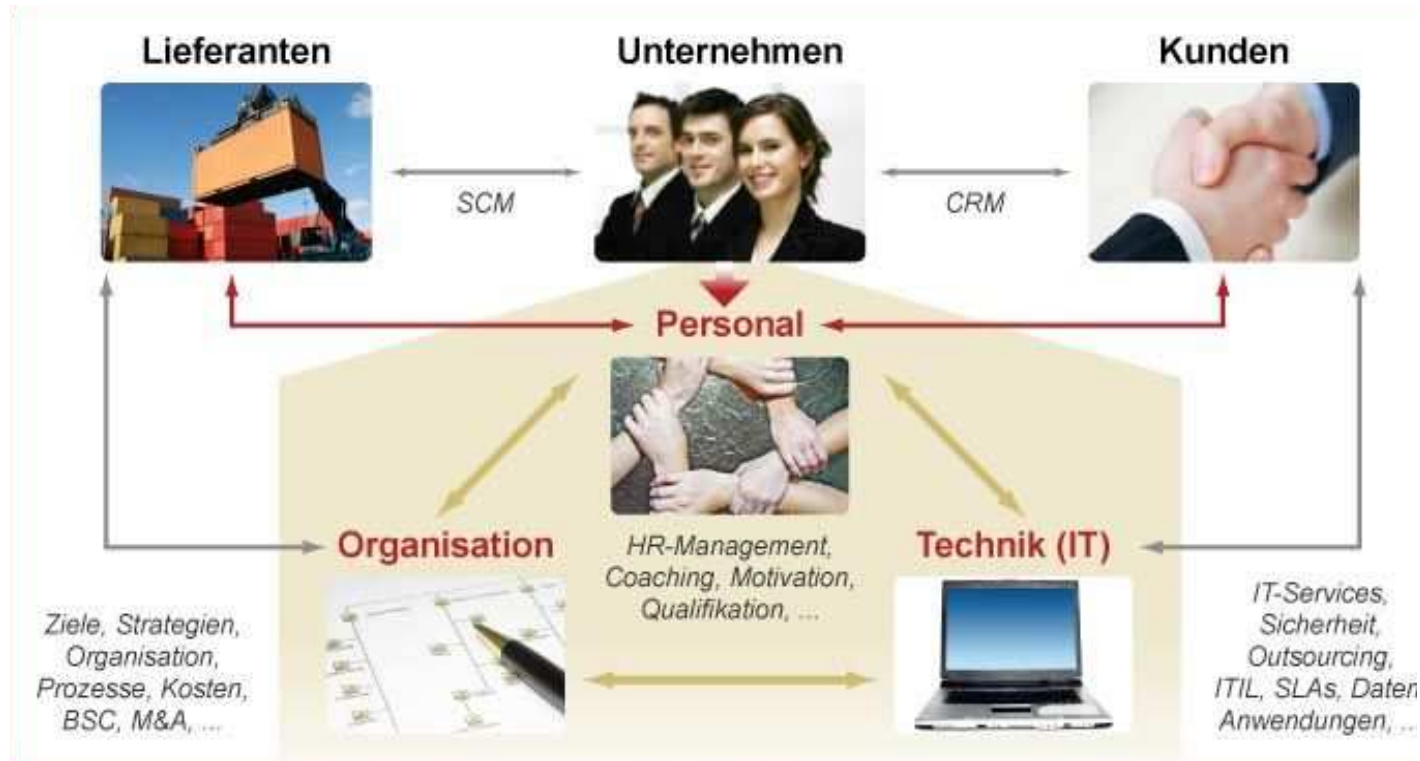 Lieferanten
Unternehmen
Kunden
SCM
CRM
Personal
Organisation
HR-Management,
Coaching, Motivation,
Qualifikation, ...
Technik (IT)
Ziele, Strategien,
Organisation,
Prozesse, Kosten,
BSC, M&A, ...
IT-Services,
Sicherheit,
Outsourcing,
ITIL, SLAs, Daten
Anwendungen, ...